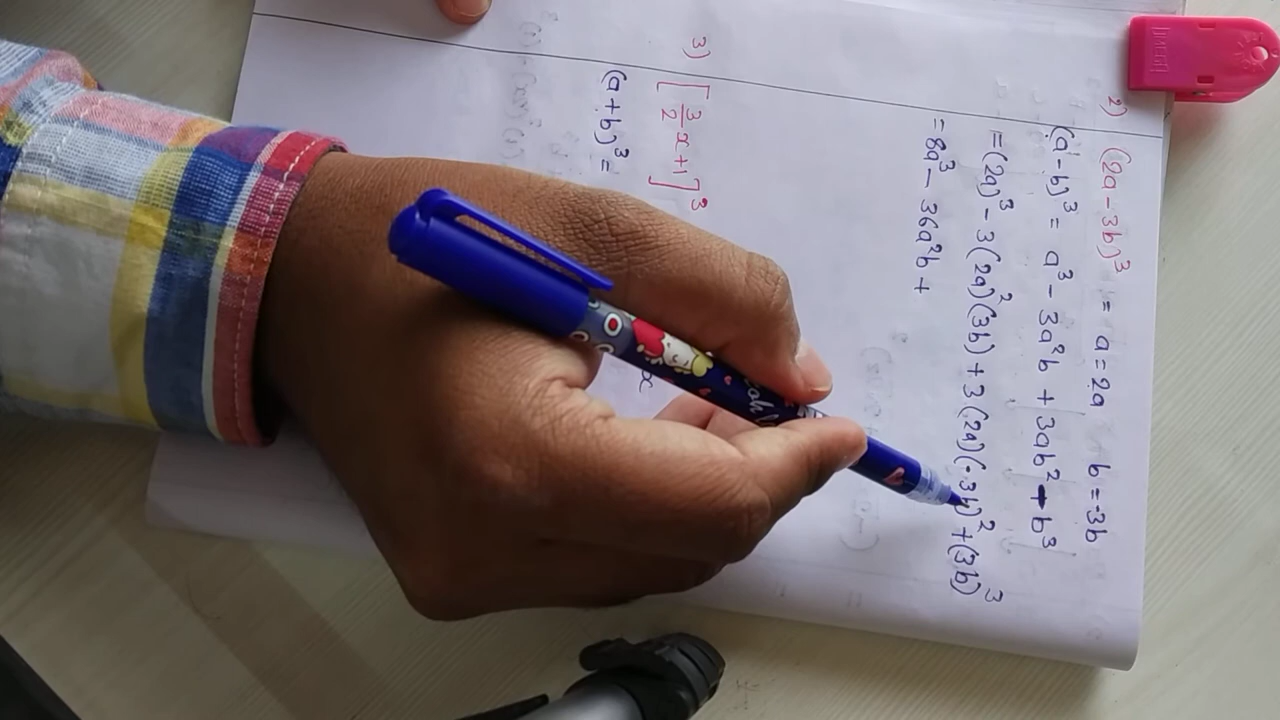 2) (2a-3b)³ = a=2a b=-3b
(a-b)³ = a³ - 3a²b + 3ab² - b³
=(2a)³ - 3(2a)²(3b) + 3(2a)(-3b)² + (3b)³
= 8a³ - 36a²b +
3) [3/2 x+1]³
(a+b)³ =
x